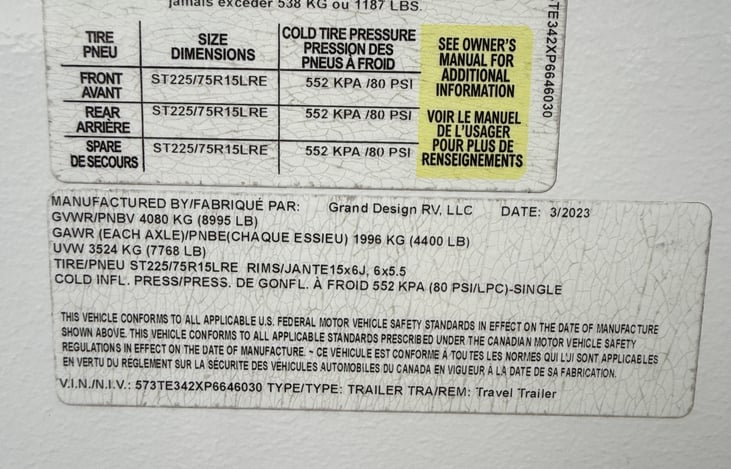 jamais excéder 538 KG ou 1187 LBS.
TIRE PNEU SIZE DIMENSIONS COLD TIRE PRESSURE PRESSION DES PNEUS À FROID
FRONT AVANT ST225/75R15LRE 552 KPA /80 PSI
REAR ARRIÈRE ST225/75R15LRE 552 KPA /80 PSI
SPARE DE SECOURS ST225/75R15LRE 552 KPA /80 PSI
SEE OWNER'S
MANUAL FOR
ADDITIONAL
INFORMATION
VOIR LE MANUEL
DE L'USAGER
POUR PLUS DE
RENSEIGNEMENTS
TE342XP6646030
MANUFACTURED BY/FABRIQUÉ PAR: Grand Design RV, LLC DATE: 3/2023
GVWR/PNBV 4080 KG (8995 LB)
GAWR (EACH AXLE)/PNBE(CHAQUE ESSIEU) 1996 KG (4400 LB)
UVW 3524 KG (7768 LB)
TIRE/PNEU ST225/75R15LRE RIMS/JANTE15x6J, 6x5.5
COLD INFL. PRESS/PRESS. DE GONFL. À FROID 552 KPA (80 PSI/LPC)-SINGLE
THIS VEHICLE CONFORMS TO ALL APPLICABLE U.S. FEDERAL MOTOR VEHICLE SAFETY STANDARDS IN EFFECT ON THE DATE OF MANUFACTURE
SHOWN ABOVE. THIS VEHICLE CONFORMS TO ALL APPLICABLE STANDARDS PRESCRIBED UNDER THE CANADIAN MOTOR VEHICLE SAFETY
REGULATIONS IN EFFECT ON THE DATE OF MANUFACTURE. ~ CE VÉHICULE EST CONFORME À TOUTES LES NORMES QUI LUI SONT APPLICABLES
EN VERTU DU RÈGLEMENT SUR LA SÉCURITE DES VÉHICULES AUTOMOBILES DU CANADA EN VIGUEUR À LA DATE DE SA FABRICATION.
V.I.N./N.I.V.: 573TE342XP6646030 TYPE/TYPE: TRAILER TRA/REM: Travel Trailer